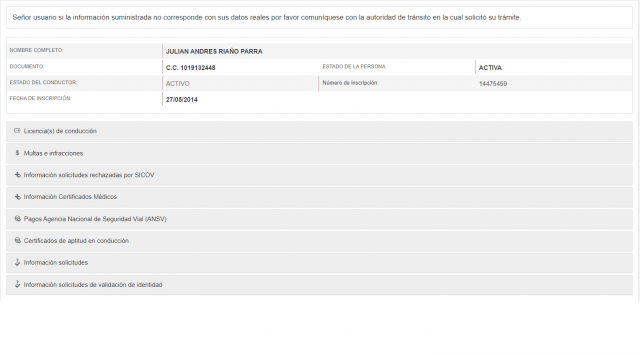 Señor usuario si la información suministrada no corresponde con sus datos reales por favor comuníquese con la autoridad de tránsito en la cual solicitó su trámite.
NOMBRE COMPLETO: JULIAN ANDRES RIAÑO PARRA
DOCUMENTO: C.C. 1019132448 ESTADO DE LA PERSONA: ACTIVA
ESTADO DEL CONDUCTOR: ACTIVO Número de inscripción: 14475459
FECHA DE INSCRIPCIÓN: 27/05/2014
Licencia(s) de conducción
$ Multas e infracciones
Información solicitudes rechazadas por SICOV
Información Certificados Médicos
Pagos Agencia Nacional de Seguridad Vial (ANSV)
Certificados de aptitud en conducción
Información solicitudes
Información solicitudes de validación de identidad